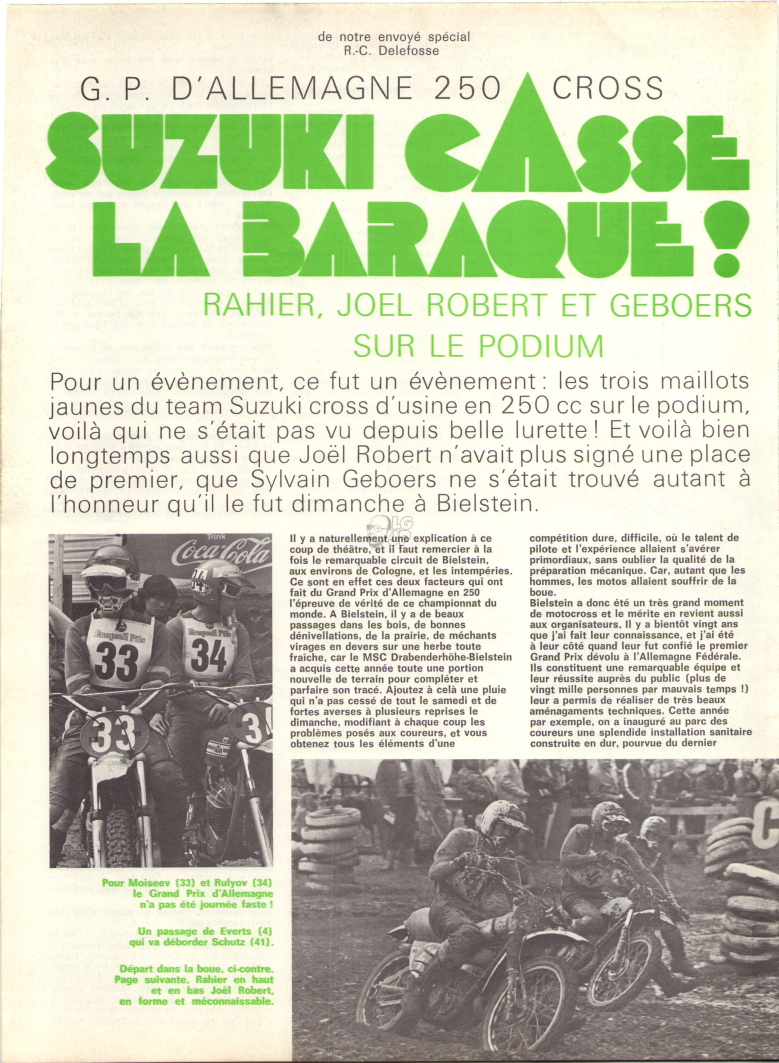 de notre envoyé spécial
R.-C. Delefosse
G. P. D'ALLEMAGNE 250 CROSS
SUZUKI CASSE
LA BARAQUE !
RAHIER, JOEL ROBERT ET GEBOERS
SUR LE PODIUM
Pour un évènement, ce fut un évènement : les trois maillots
jaunes du team Suzuki cross d'usine en 250 cc sur le podium,
voilà qui ne s'était pas vu depuis belle lurette ! Et voilà bien
longtemps aussi que Joël Robert n'avait plus signé une place
de premier, que Sylvain Geboers ne s'était trouvé autant à
l'honneur qu'il le fut dimanche à Bielstein.
Trink
Coca-Cola
34
Bagnell Pils
33
Bagnell Pils
34
33
34
Il y a naturellement une explication à ce
coup de théâtre, et il faut remercier à la
fois le remarquable circuit de Bielstein,
aux environs de Cologne, et les intempéries.
Ce sont en effet ces deux facteurs qui ont
fait du Grand Prix d'Allemagne en 250
l'épreuve de vérité de ce championnat du
monde. A Bielstein, il y a de beaux
passages dans les bois, de bonnes
dénivellations, de la prairie, de méchants
virages en devers sur une herbe toute
fraîche, car le MSC Drabenderhöhe-Bielstein
a acquis cette année toute une portion
nouvelle de terrain pour compléter et
parfaire son tracé. Ajoutez à celà une pluie
qui n'a pas cessé de tout le samedi et de
fortes averses à plusieurs reprises le
dimanche, modifiant à chaque coup les
problèmes posés aux coureurs, et vous
obtenez tous les éléments d'une
compétition dure, difficile, où le talent de
pilote et l'expérience allaient s'avérer
primordiaux, sans oublier la qualité de la
préparation mécanique. Car, autant que les
hommes, les motos allaient souffrir de la
boue.
Bielstein a donc été un très grand moment
de motocross et le mérite en revient aussi
aux organisateurs. Il y a bientôt vingt ans
que j'ai fait leur connaissance, et j'ai été
à leur côté quand leur fut confié le premier
Grand Prix dévolu à l'Allemagne Fédérale.
Ils constituent une remarquable équipe et
leur réussite auprès du public (plus de
vingt mille personnes par mauvais temps !)
leur a permis de réaliser de très beaux
aménagements techniques. Cette année
par exemple, on a inauguré au parc des
coureurs une splendide installation sanitaire
construite en dur, pourvue du dernier
Pour Moiseev (33) et Rulyov (34)
le Grand Prix d'Allemagne
n'a pas été journée faste !
Un passage de Everts (4)
qui va déborder Schutz (41).
Départ dans la boue, ci-contre.
Page suivante, Rahier en haut
et en bas Joël Robert,
en forme et méconnaissable.